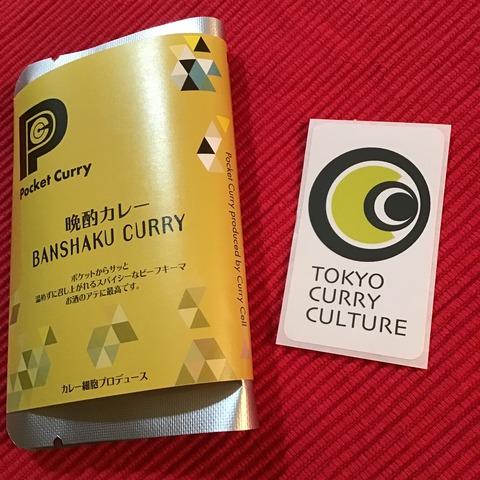 Pocket Curry
晩酌カレー
BANSHAKU CURRY
ポケットからサッと
温めずに召し上がれるスパイシーなビーフキーマ
お酒のアテに最高です。
カレー細胞プロデュース
Pocket Curry produced by Curry Cell
TOKYO
CURRY
CULTURE